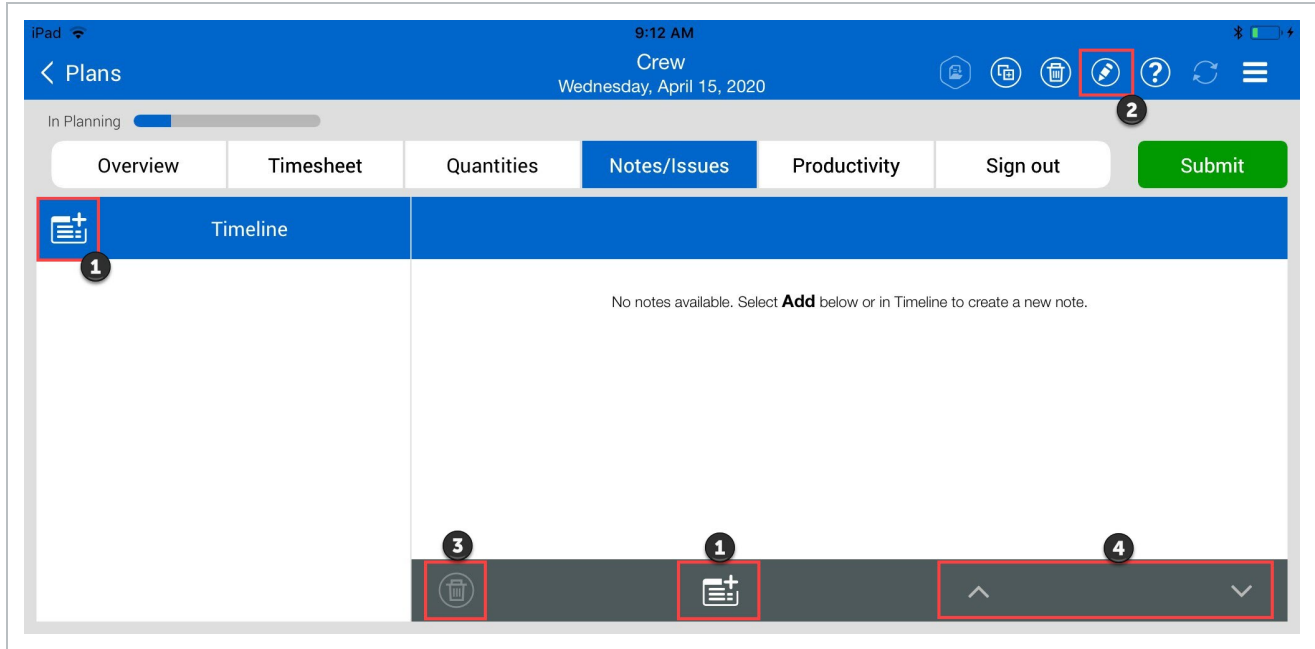 iPad 9:12 AM
Plans
Crew
Wednesday, April 15, 2020
?
2
In Planning
Overview Timesheet Quantities Notes/Issues Productivity Sign out Submit
Timeline
1
No notes available. Select Add below or in Timeline to create a new note.
3 1 4